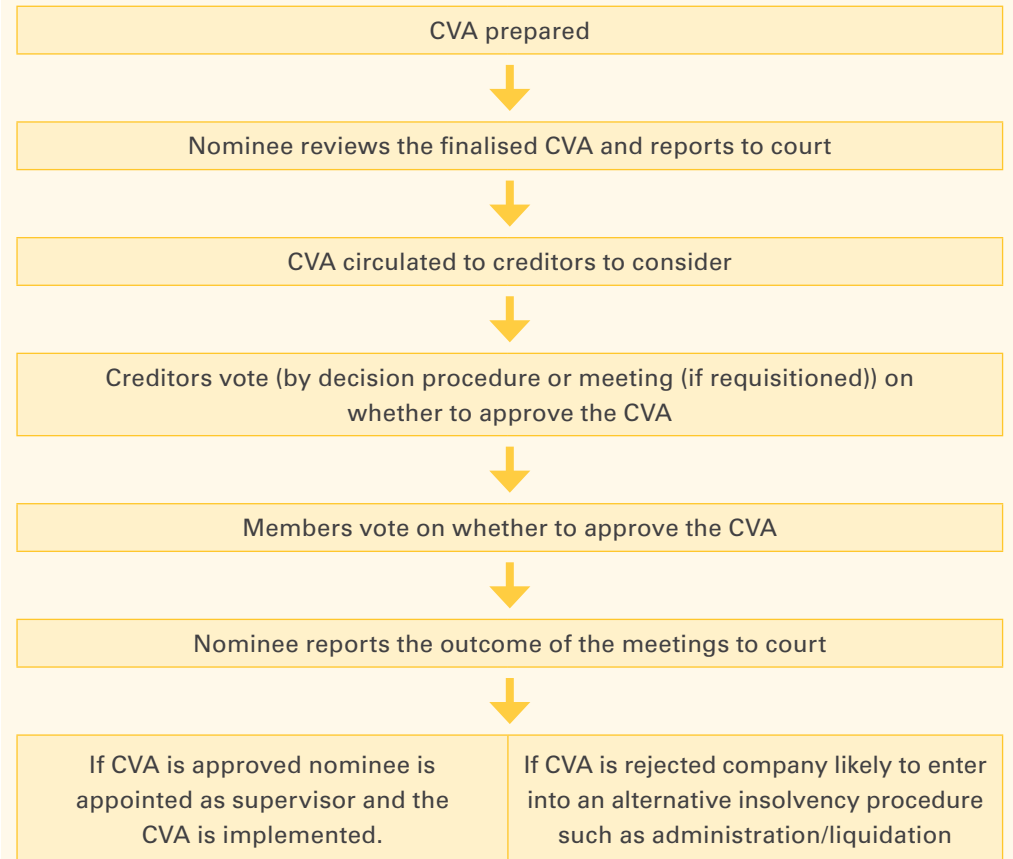 CVA prepared
Nominee reviews the finalised CVA and reports to court
CVA circulated to creditors to consider
Creditors vote (by decision procedure or meeting (if requisitioned)) on
whether to approve the CVA
Members vote on whether to approve the CVA
Nominee reports the outcome of the meetings to court
If CVA is approved nominee is
appointed as supervisor and the
CVA is implemented.
If CVA is rejected company likely to enter
into an alternative insolvency procedure
such as administration/liquidation